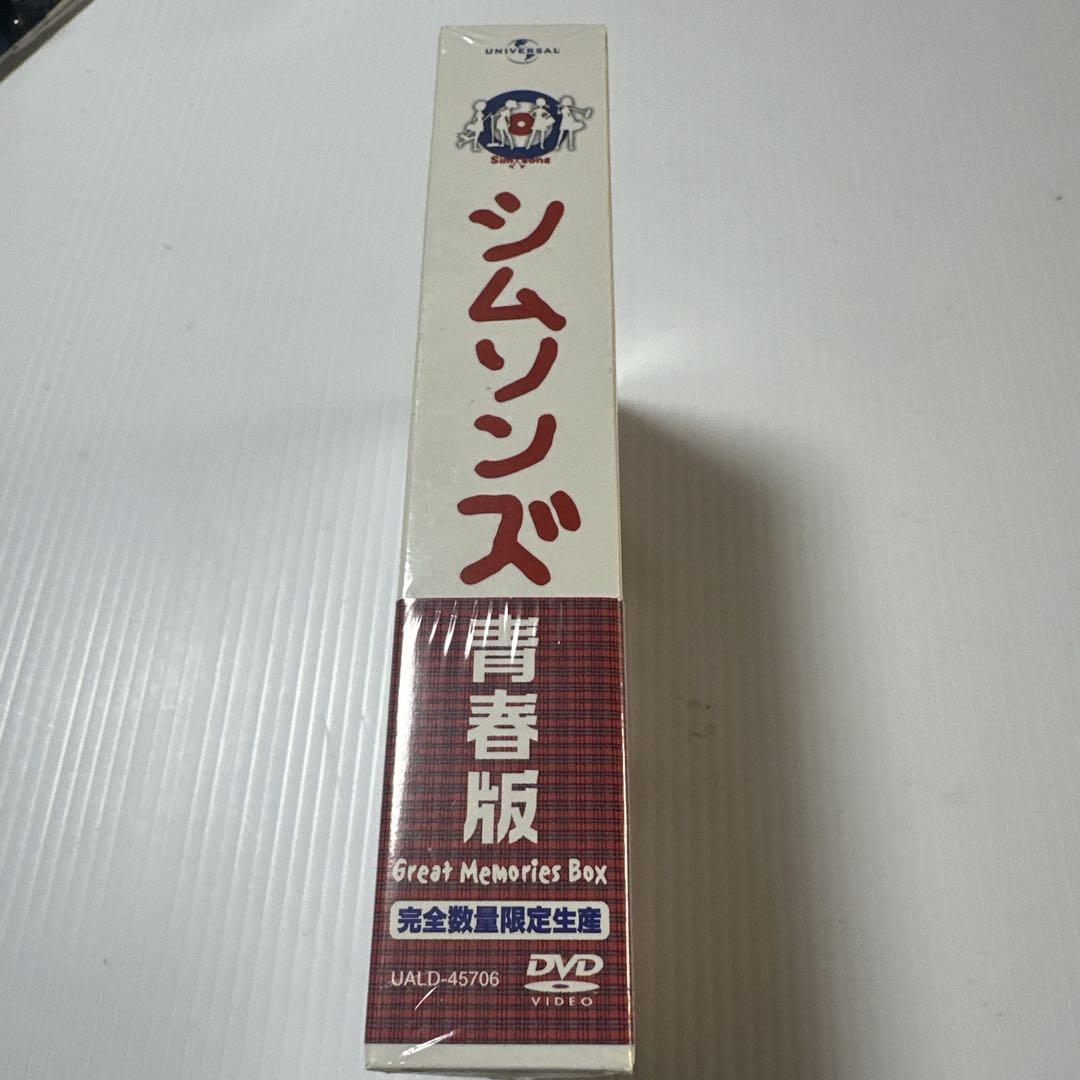 UNIVERSAL
Simsons
シムソンズ
青春版
Great Memories Box
完全数量限定生産
UALD-45706
DVD
VIDEO